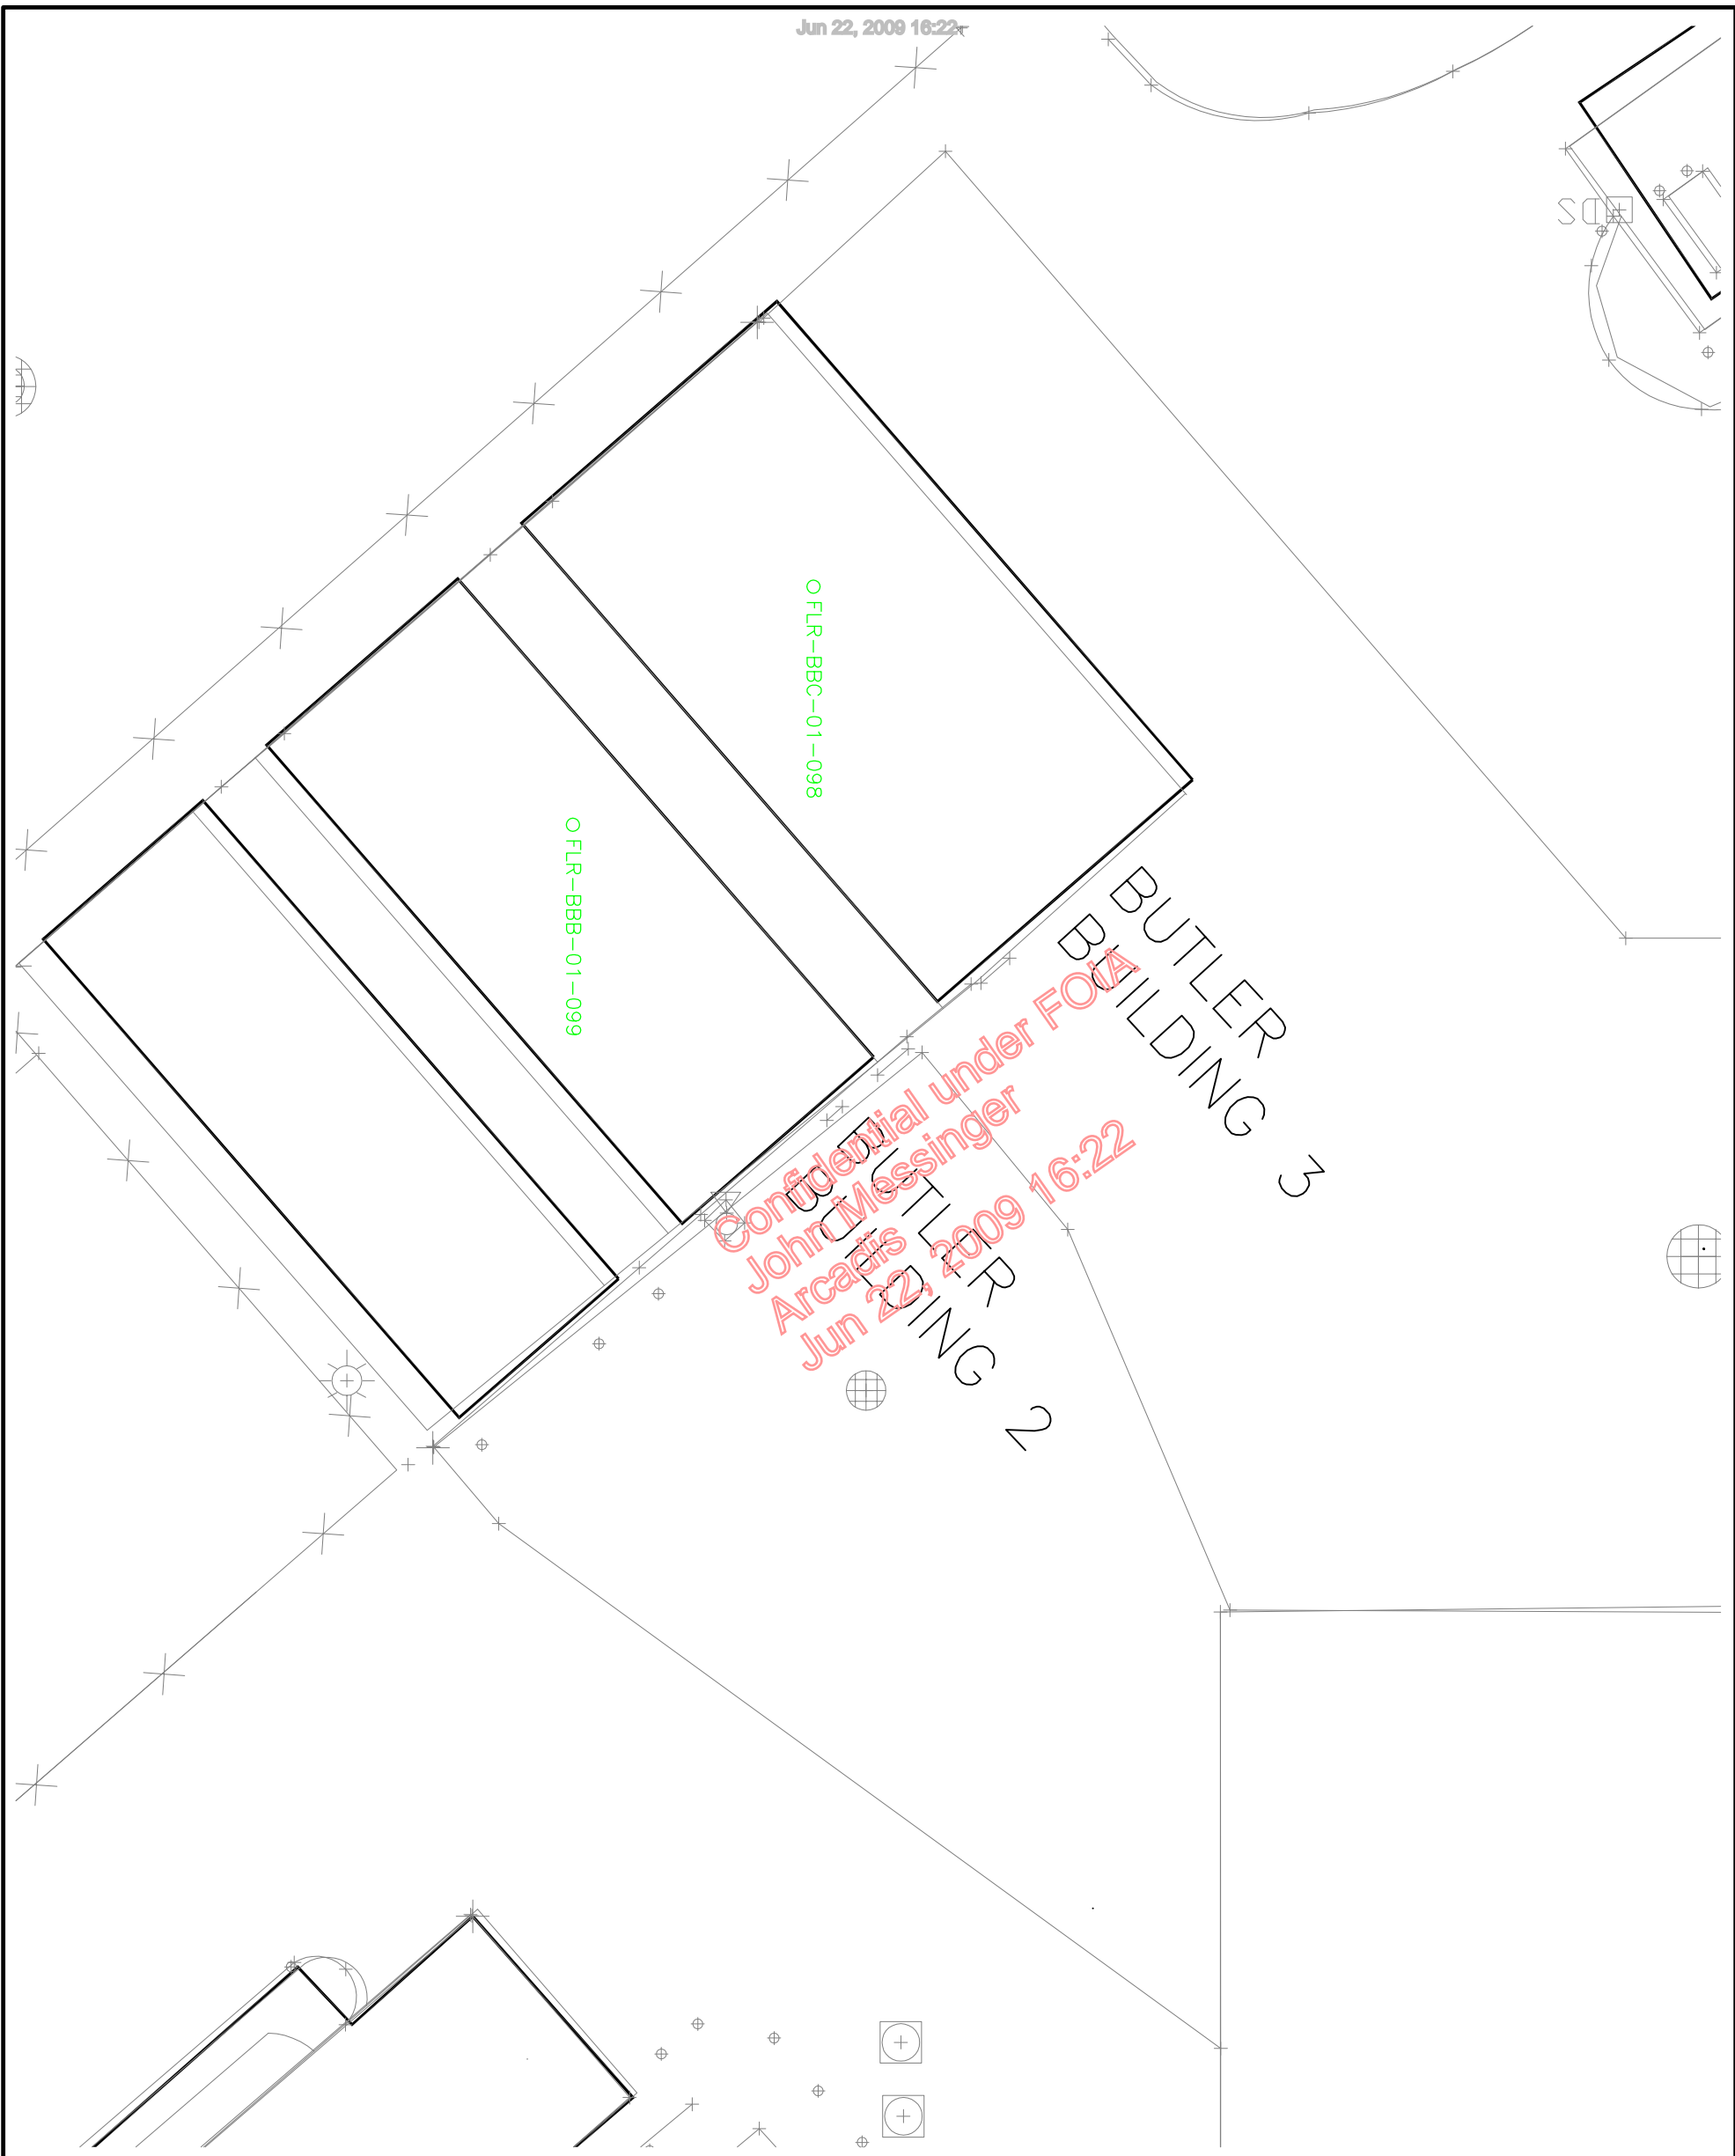 Jun 22, 2009 16:22
SD
FLR-BBC-01-098
FLR-BBB-01-099
BUTLER
BUILDING 3
BUTLER
BUILDING 2
Confidential under FOIA
John Messinger
Arcadis
Jun 22, 2009 16:22